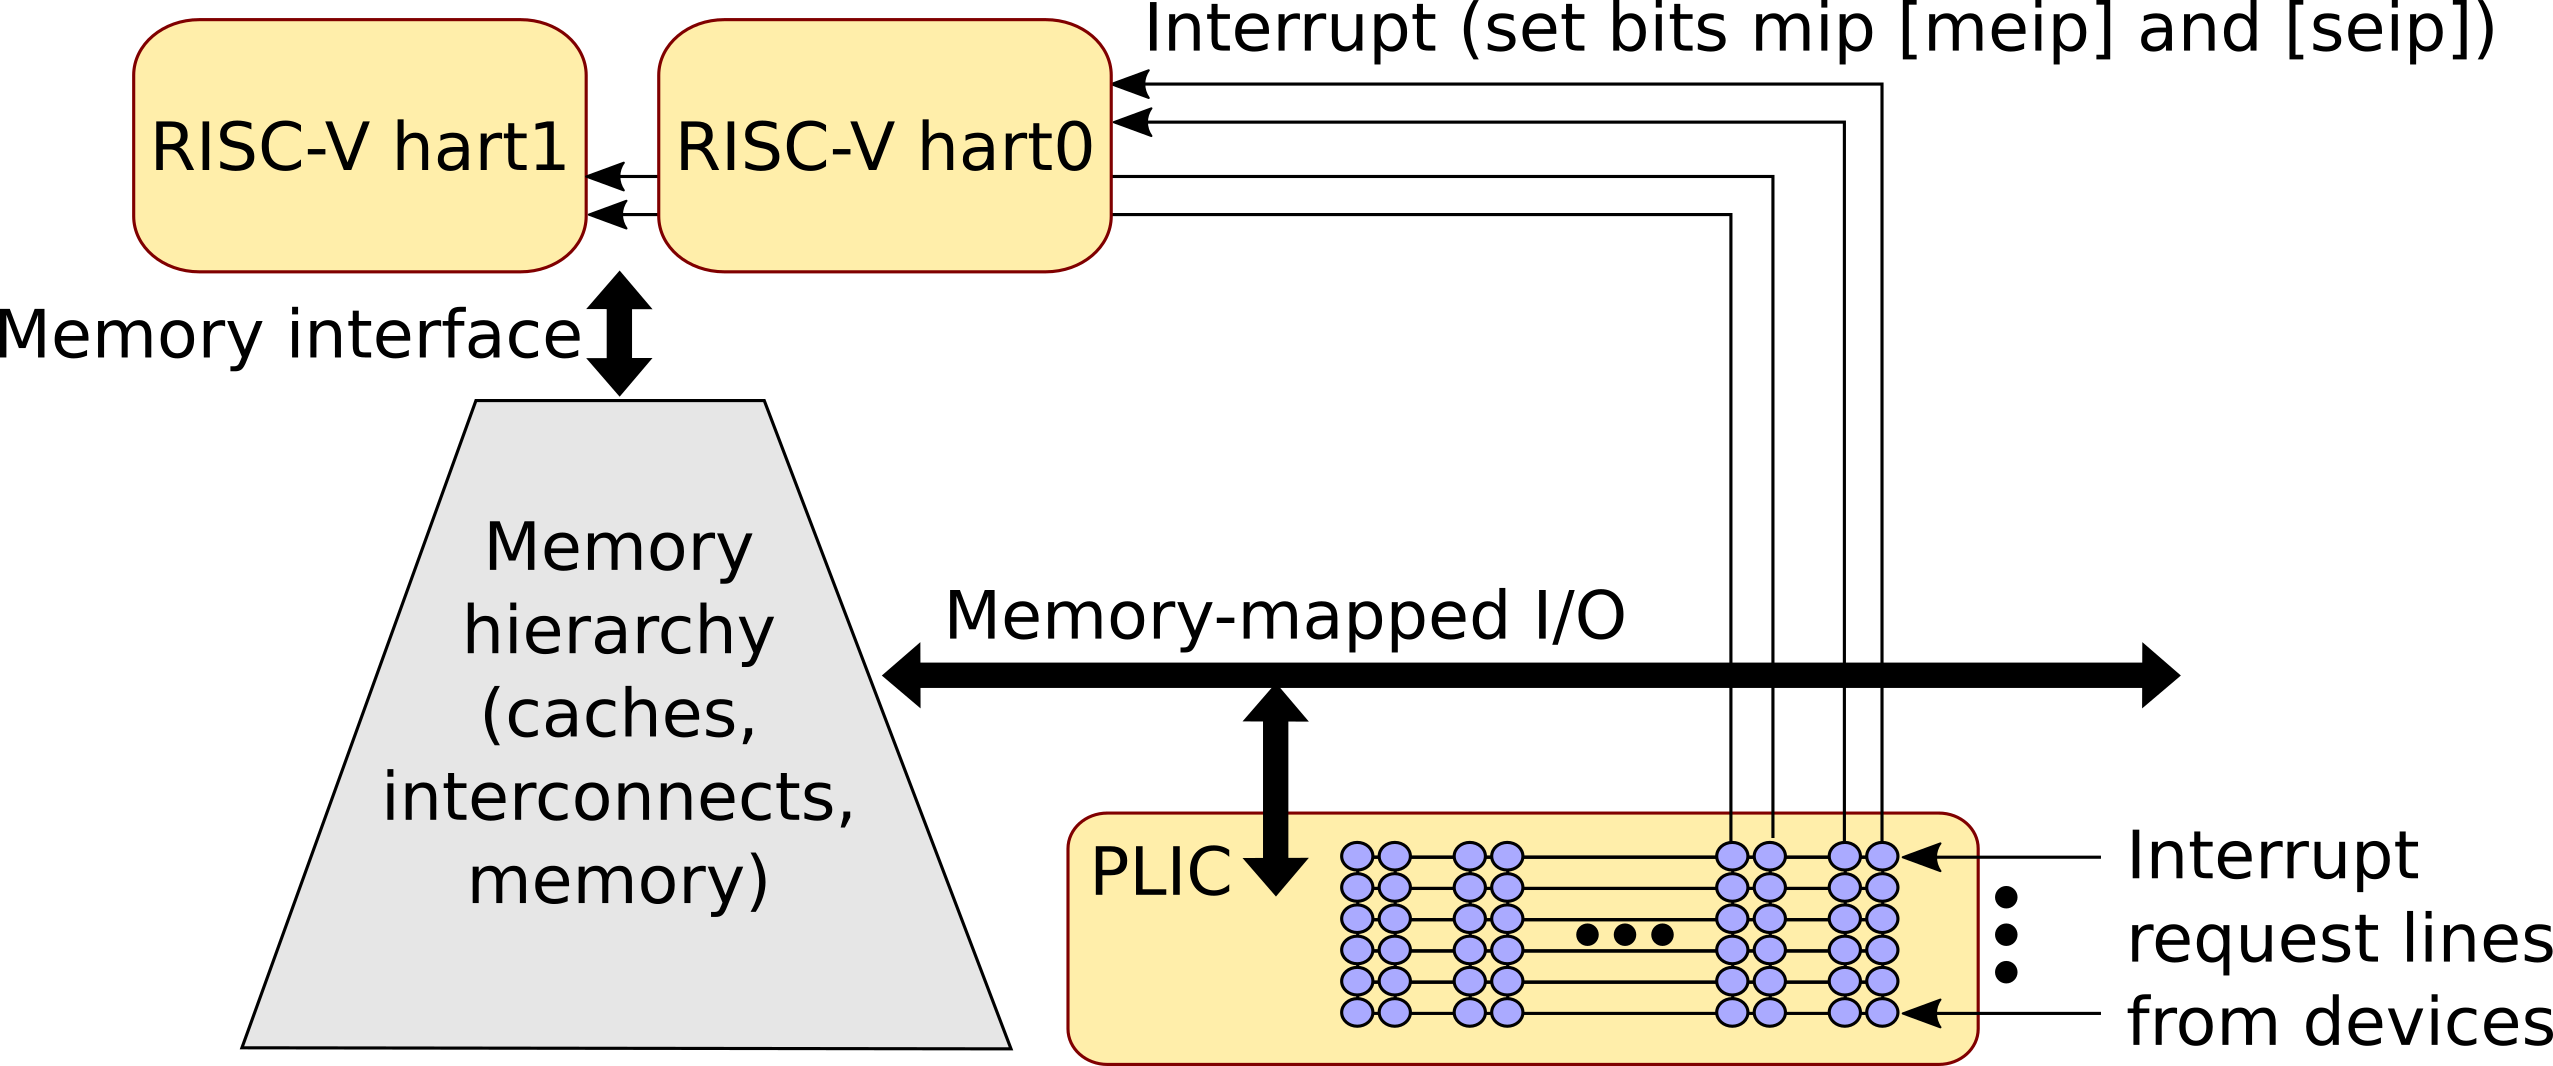 Interrupt (set bits mip [meip] and [seip])
RISC-V hart1
RISC-V hart0
Memory interface
Memory
hierarchy
(caches,
interconnects,
memory)
Memory-mapped I/O
PLIC
Interrupt
request lines
from devices